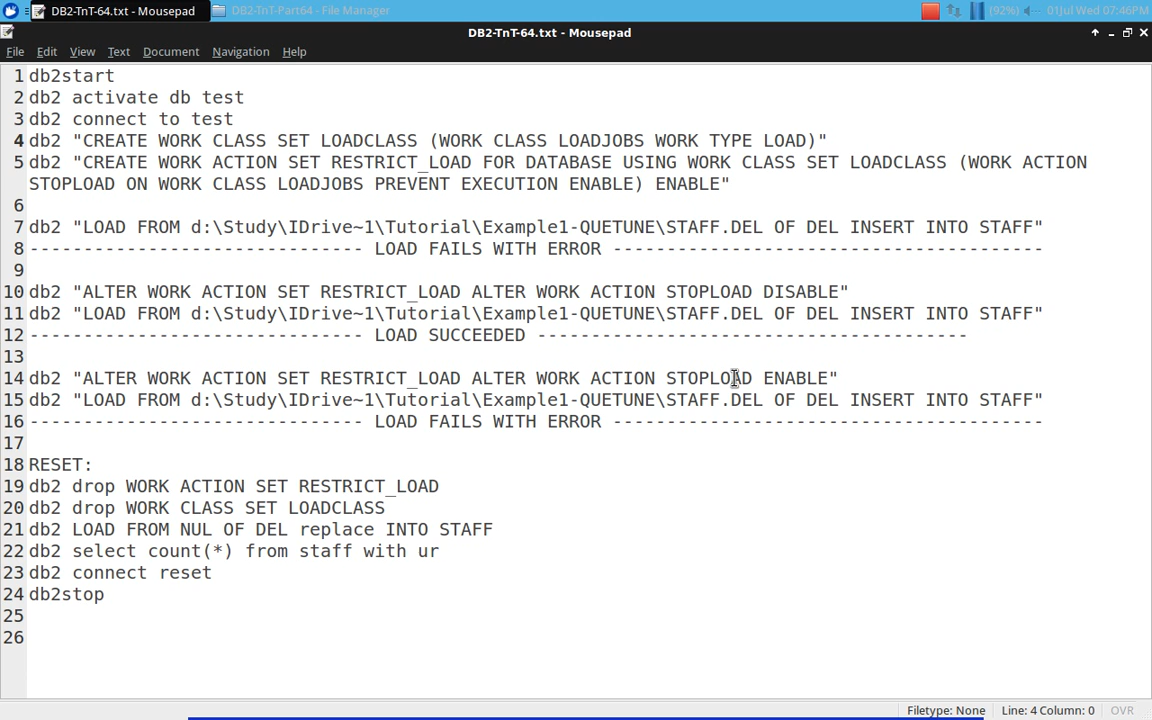 DB2-TnT-64.txt - Mousepad
DB2-TnT-Part64 - File Manager
(92%)
01Jul Wed 07:46PM
DB2-TnT-64.txt - Mousepad
File Edit View Text Document Navigation Help
1 db2start
2 db2 activate db test
3 db2 connect to test
4 db2 "CREATE WORK CLASS SET LOADCLASS (WORK CLASS LOADJOBS WORK TYPE LOAD)"
5 db2 "CREATE WORK ACTION SET RESTRICT_LOAD FOR DATABASE USING WORK CLASS SET LOADCLASS (WORK ACTION
STOPLOAD ON WORK CLASS LOADJOBS PREVENT EXECUTION ENABLE) ENABLE"
6
7 db2 "LOAD FROM d:\Study\IDrive~1\Tutorial\Example1-QUETUNE\STAFF.DEL OF DEL INSERT INTO STAFF"
8 ------------------------------- LOAD FAILS WITH ERROR ----------------------------------------
9
10 db2 "ALTER WORK ACTION SET RESTRICT_LOAD ALTER WORK ACTION STOPLOAD DISABLE"
11 db2 "LOAD FROM d:\Study\IDrive~1\Tutorial\Example1-QUETUNE\STAFF.DEL OF DEL INSERT INTO STAFF"
12 ------------------------------- LOAD SUCCEEDED ----------------------------------------
13
14 db2 "ALTER WORK ACTION SET RESTRICT_LOAD ALTER WORK ACTION STOPLOAD ENABLE"
15 db2 "LOAD FROM d:\Study\IDrive~1\Tutorial\Example1-QUETUNE\STAFF.DEL OF DEL INSERT INTO STAFF"
16 ------------------------------- LOAD FAILS WITH ERROR ----------------------------------------
17
18 RESET:
19 db2 drop WORK ACTION SET RESTRICT_LOAD
20 db2 drop WORK CLASS SET LOADCLASS
21 db2 LOAD FROM NUL OF DEL replace INTO STAFF
22 db2 select count(*) from staff with ur
23 db2 connect reset
24 db2stop
25
26
Filetype: None Line: 4 Column: 0 OVR